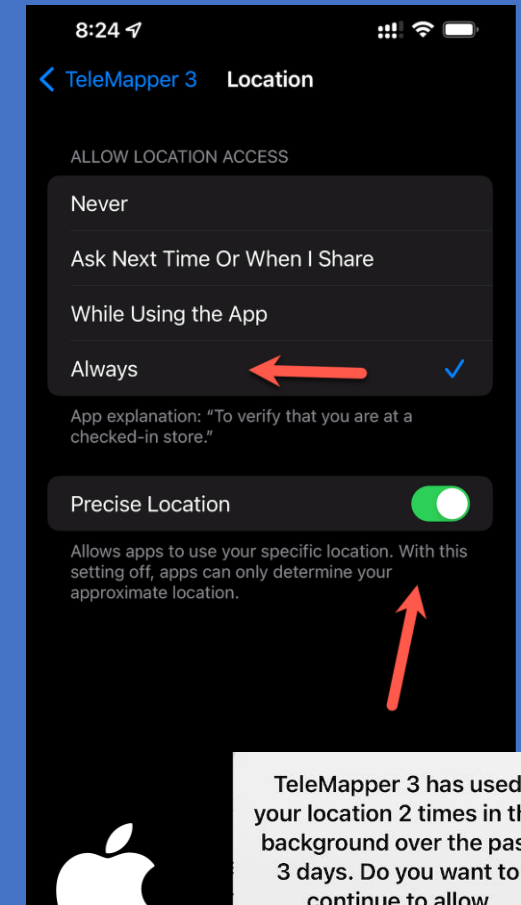 8:24
TeleMapper 3 Location
ALLOW LOCATION ACCESS
Never
Ask Next Time Or When I Share
While Using the App
Always
App explanation: “To verify that you are at a
checked-in store.”
Precise Location
Allows apps to use your specific location. With this
setting off, apps can only determine your
approximate location.
TeleMapper 3 has used
your location 2 times in
background over the
3 days. Do you want to
continue to allow